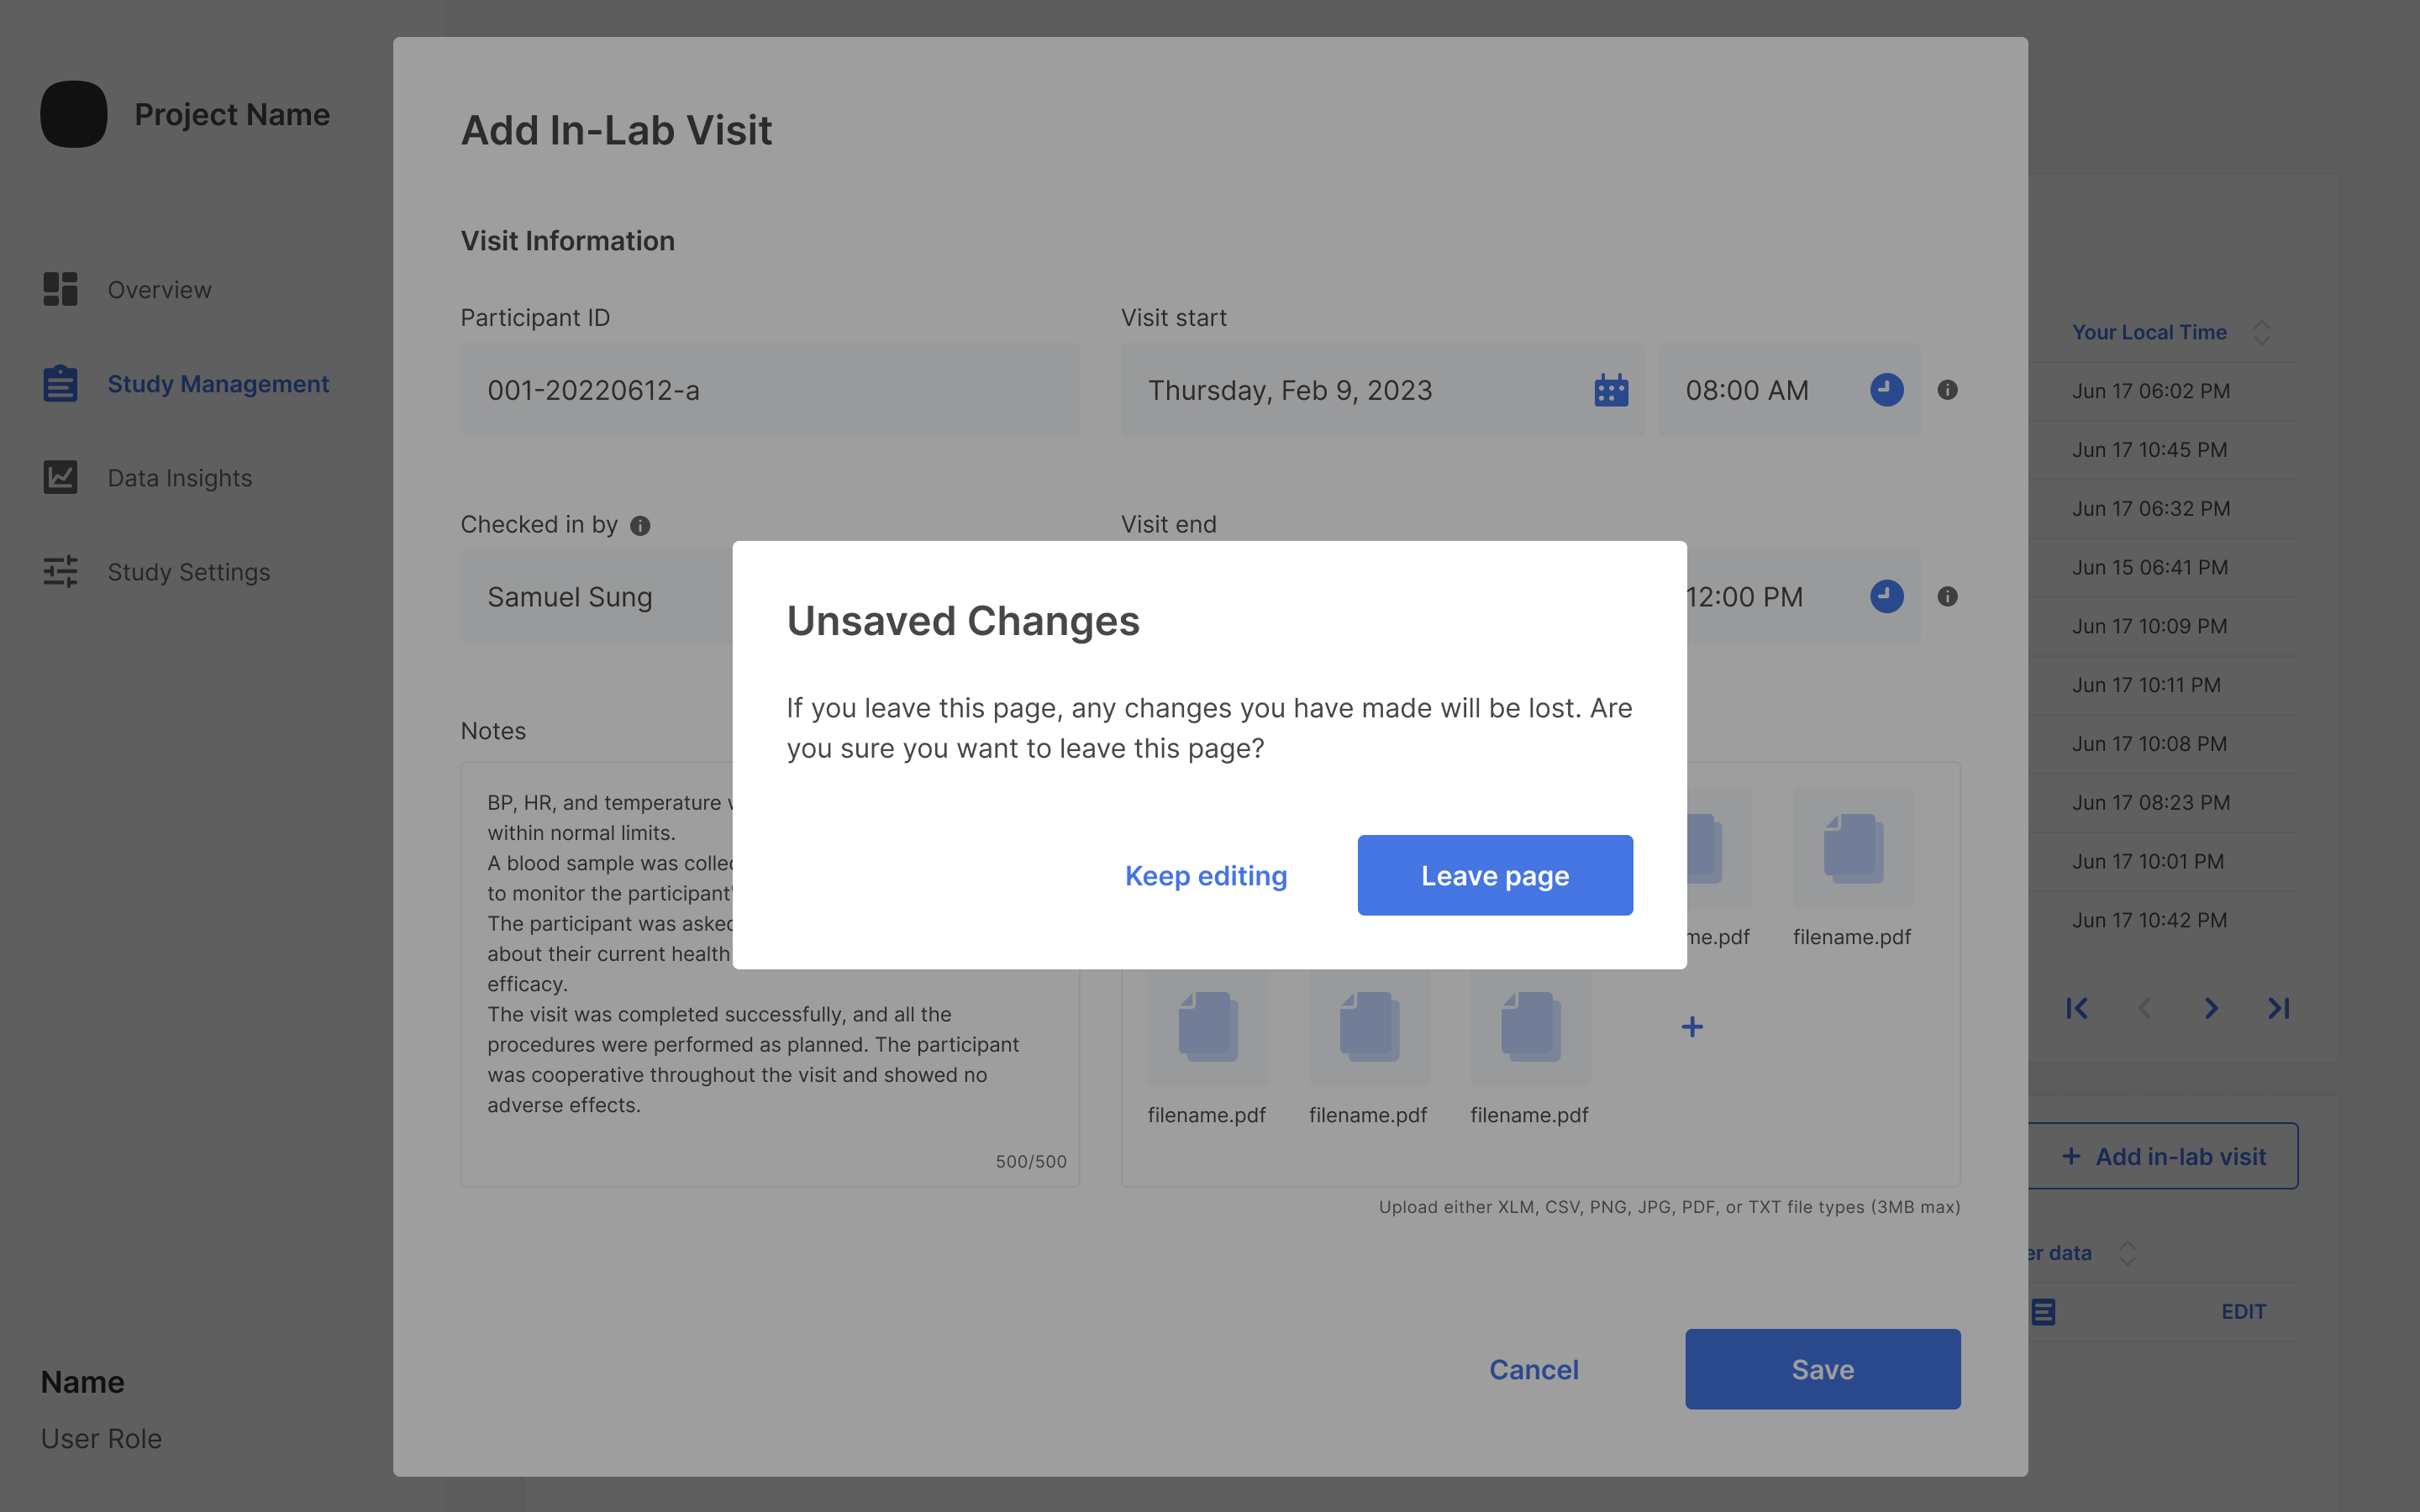 Project Name
Overview
Study Management
Data Insights
Study Settings
Name
User Role
Add In-Lab Visit
Visit Information
Participant ID
001-20220612-a
Visit start
Thursday, Feb 9, 2023
08:00 AM
Checked in by
Samuel Sung
Visit end
12:00 PM
Notes
BP, HR, and temperature
within normal limits.
A blood sample was
to monitor the participant'
The participant was asked
about their current health
efficacy.
The visit was completed successfully, and all the
procedures were performed as planned. The participant
was cooperative throughout the visit and showed no
adverse effects.
500/500
me.pdf
filename.pdf
filename.pdf
filename.pdf
filename.pdf
Upload either XLM, CSV, PNG, JPG, PDF, or TXT file types (3MB max)
Cancel
Save
Unsaved Changes
If you leave this page, any changes you have made will be lost. Are
you sure you want to leave this page?
Keep editing
Leave page
Your Local Time
Jun 17 06:02 PM
Jun 17 10:45 PM
Jun 17 06:32 PM
Jun 15 06:41 PM
Jun 17 10:09 PM
Jun 17 10:11 PM
Jun 17 10:08 PM
Jun 17 08:23 PM
Jun 17 10:01 PM
Jun 17 10:42 PM
+ Add in-lab visit
er data
EDIT